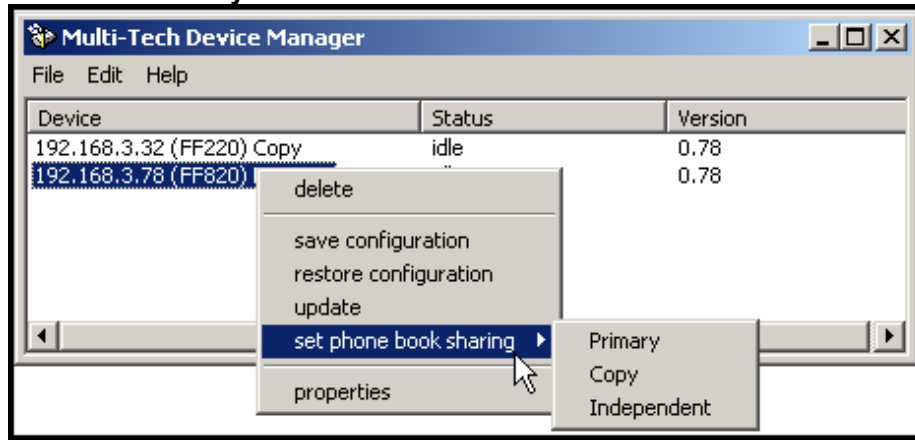 Multi-Tech Device Manager
File Edit Help
Device Status Version
192.168.3.32 (FF220) Copy idle 0.78
192.168.3.78 (FF820) 0.78
delete
save configuration
restore configuration
update
set phone book sharing
properties
Primary
Copy
Independent